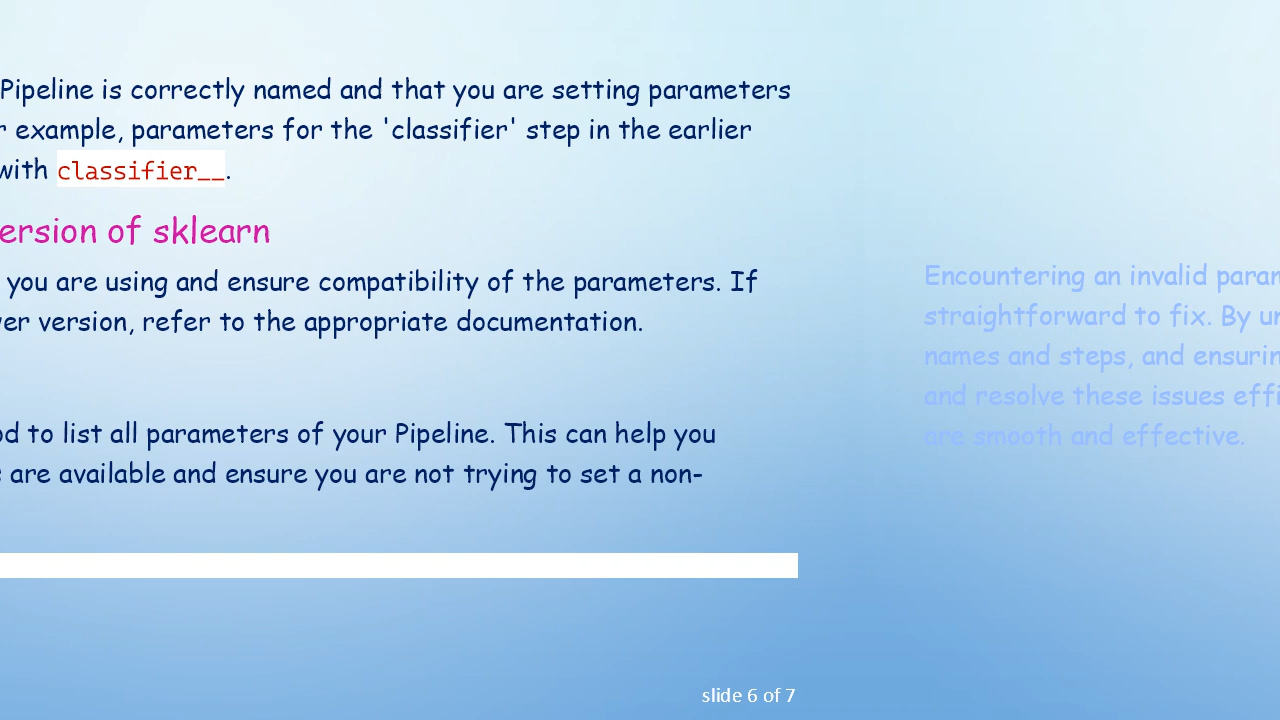 Pipeline is correctly named and that you are setting parameters
r example, parameters for the 'classifier' step in the earlier
with classifier__.
ersion of sklearn
you are using and ensure compatibility of the parameters. If
er version, refer to the appropriate documentation.
od to list all parameters of your Pipeline. This can help you
are available and ensure you are not trying to set a non-
slide 6 of 7
Encountering an invalid param
straightforward to fix. By un
names and steps, and ensurin
and resolve these issues effi
are smooth and effective.